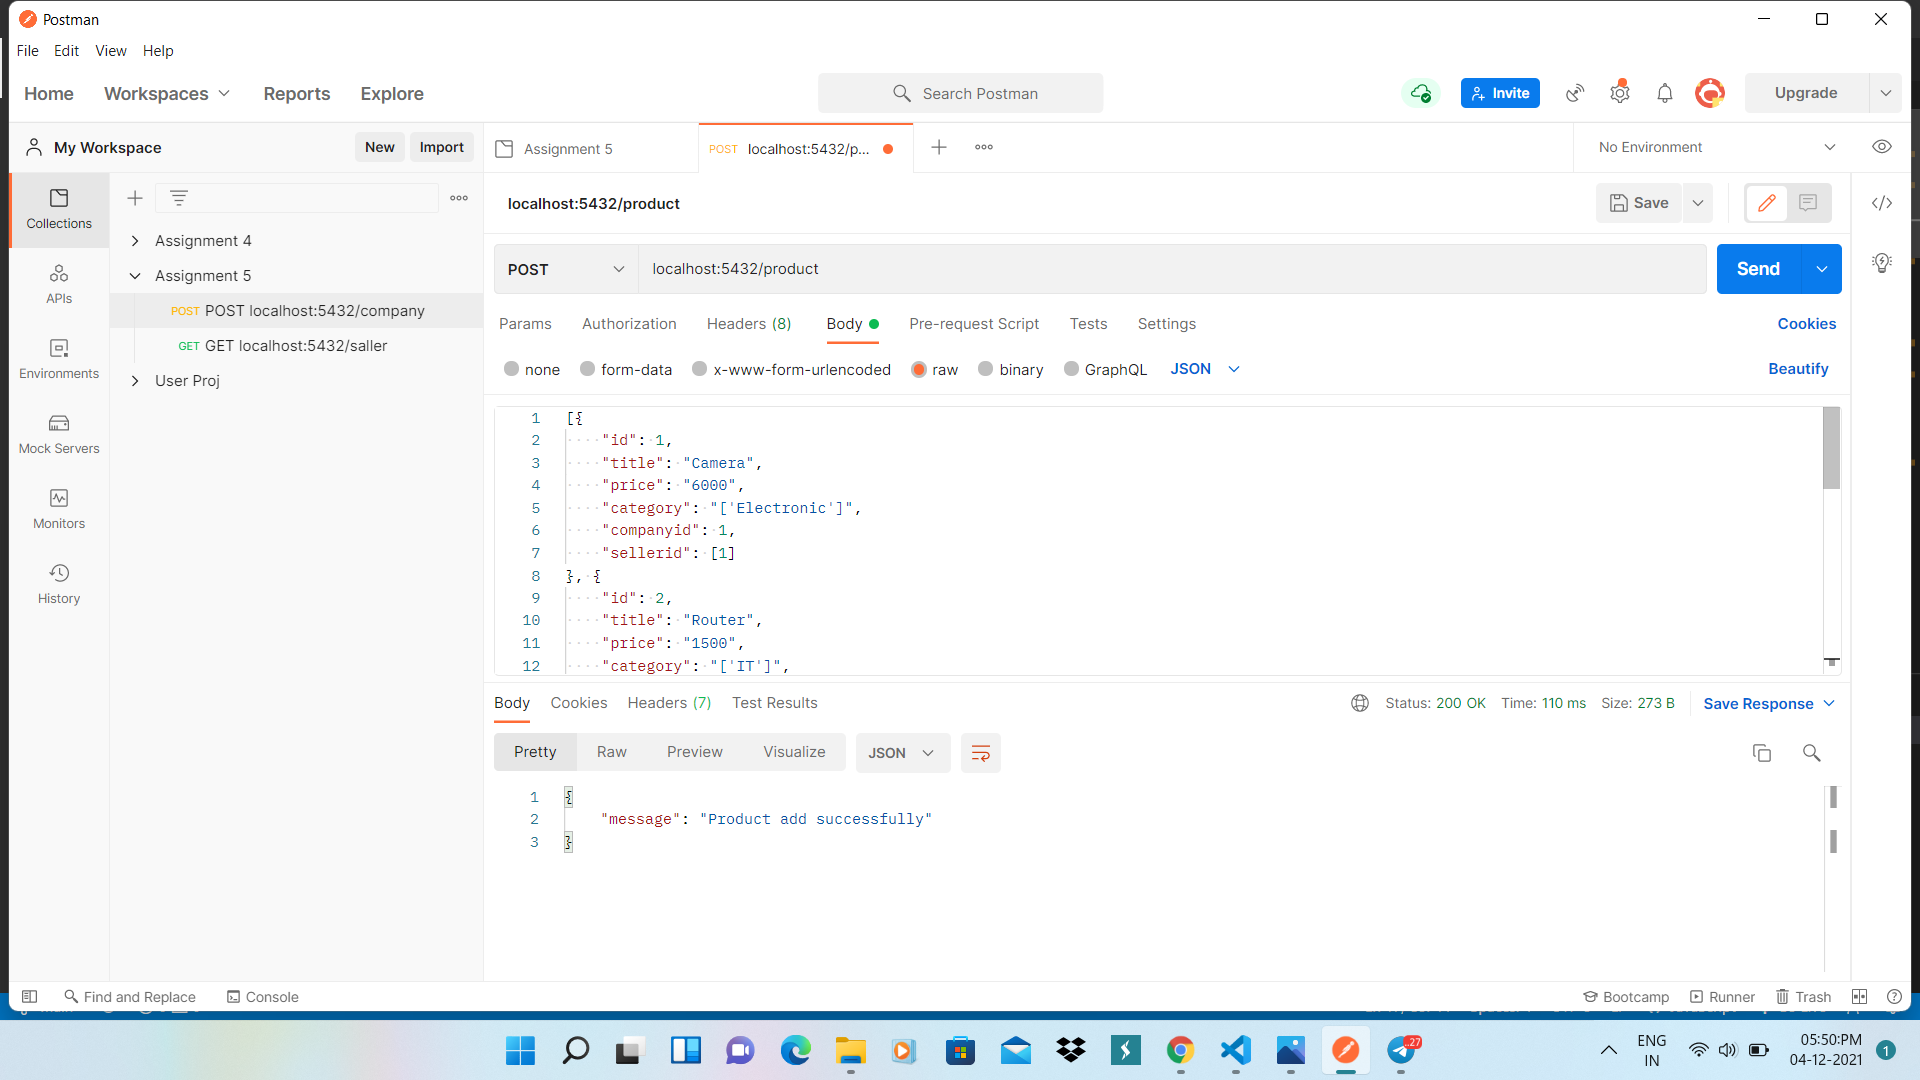 Postman
File Edit View Help
Home Workspaces Reports Explore
Search Postman
Invite
Upgrade
My Workspace
New Import
Assignment 5
POST localhost:5432/p...
No Environment
Collections
APIs
Environments
Mock Servers
Monitors
History
Assignment 4
Assignment 5
POST POST localhost:5432/company
GET GET localhost:5432/saller
User Proj
localhost:5432/product
Save
POST localhost:5432/product
Send
Params Authorization Headers (8) Body Pre-request Script Tests Settings
Cookies
none form-data x-www-form-urlencoded raw binary GraphQL JSON
Beautify
1 [{
2 "id": 1,
3 "title": "Camera",
4 "price": "6000",
5 "category": "['Electronic']",
6 "companyid": 1,
7 "sellerid": [1]
8 }, {
9 "id": 2,
10 "title": "Router",
11 "price": "1500",
12 "category": "['IT']",
Body Cookies Headers (7) Test Results
Status: 200 OK Time: 110 ms Size: 273 B
Save Response
Pretty Raw Preview Visualize JSON
1 {
2 "message": "Product add successfully"
3 }
Find and Replace Console
Bootcamp Runner Trash
..27
ENG
IN
05:50:PM
04-12-2021
1